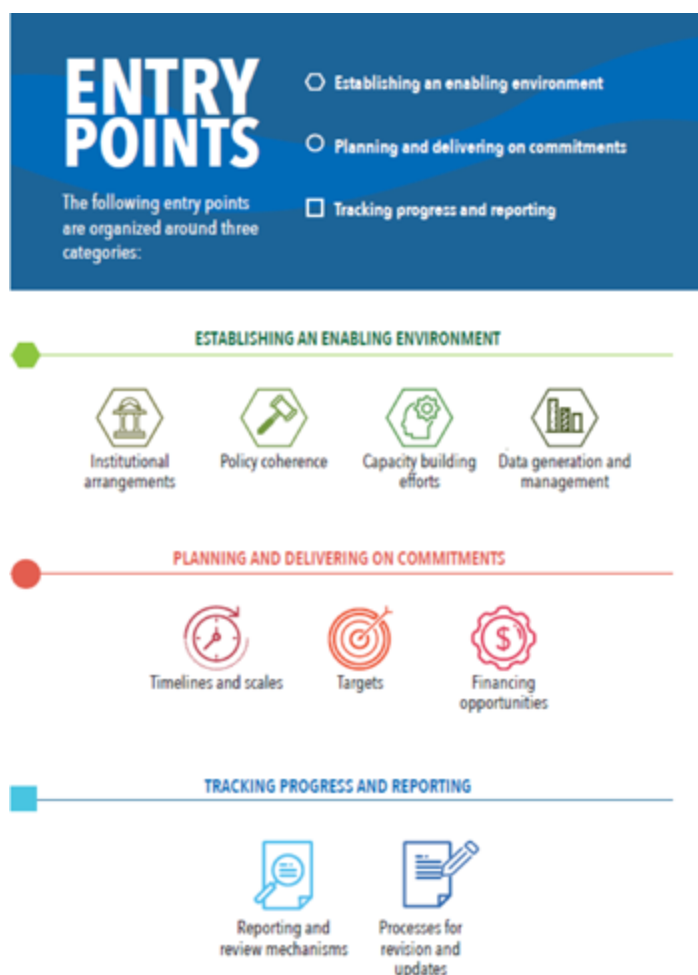 ENTRY
POINTS
The following entry points
are organized around three
categories:
Establishing an enabling environment
Planning and delivering on commitments
Tracking progress and reporting
ESTABLISHING AN ENABLING ENVIRONMENT
Institutional
arrangements
Policy coherence
Capacity building
efforts
Data generation and
management
PLANNING AND DELIVERING ON COMMITMENTS
Timelines and scales
Targets
$
Financing
opportunities
TRACKING PROGRESS AND REPORTING
Reporting and
review mechanisms
Processes for
revision and
updates